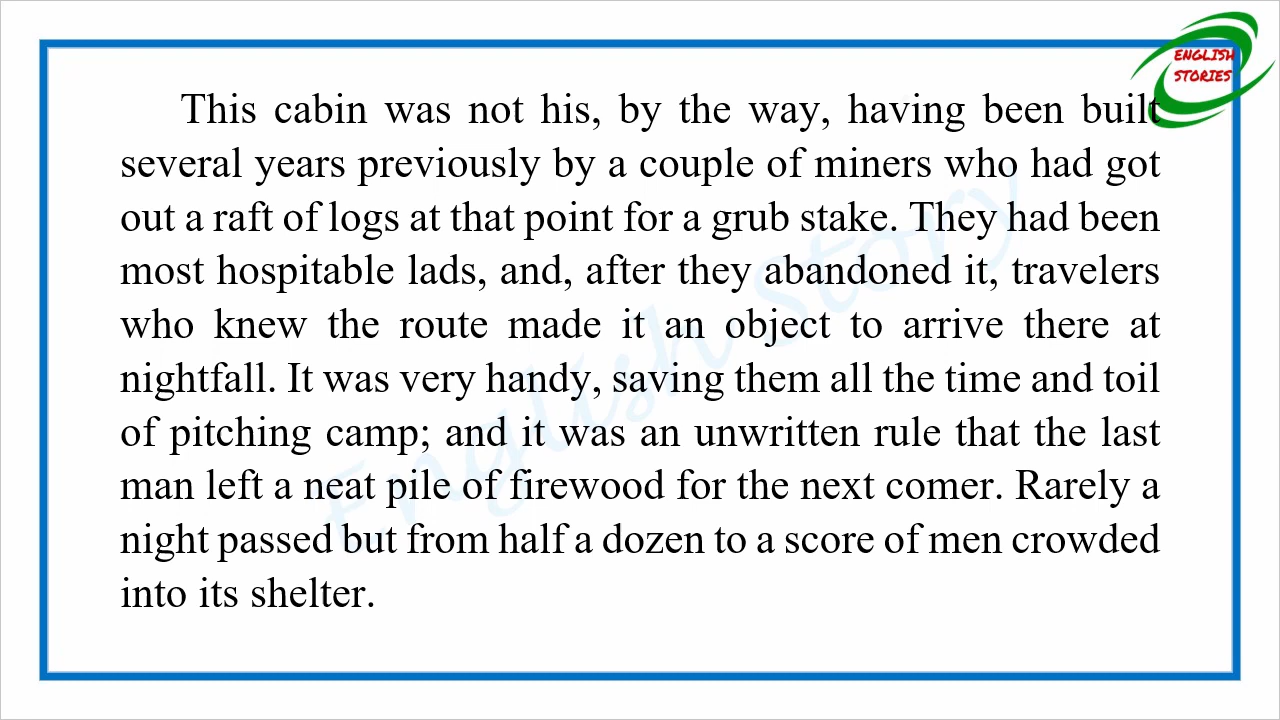 ENGLISH
STORIES
This cabin was not his, by the way, having been built
several years previously by a couple of miners who had got
out a raft of logs at that point for a grub stake. They had been
most hospitable lads, and, after they abandoned it, travelers
who knew the route made it an object to arrive there at
nightfall. It was very handy, saving them all the time and toil
of pitching camp; and it was an unwritten rule that the last
man left a neat pile of firewood for the next comer. Rarely a
night passed but from half a dozen to a score of men crowded
into its shelter.
English Story